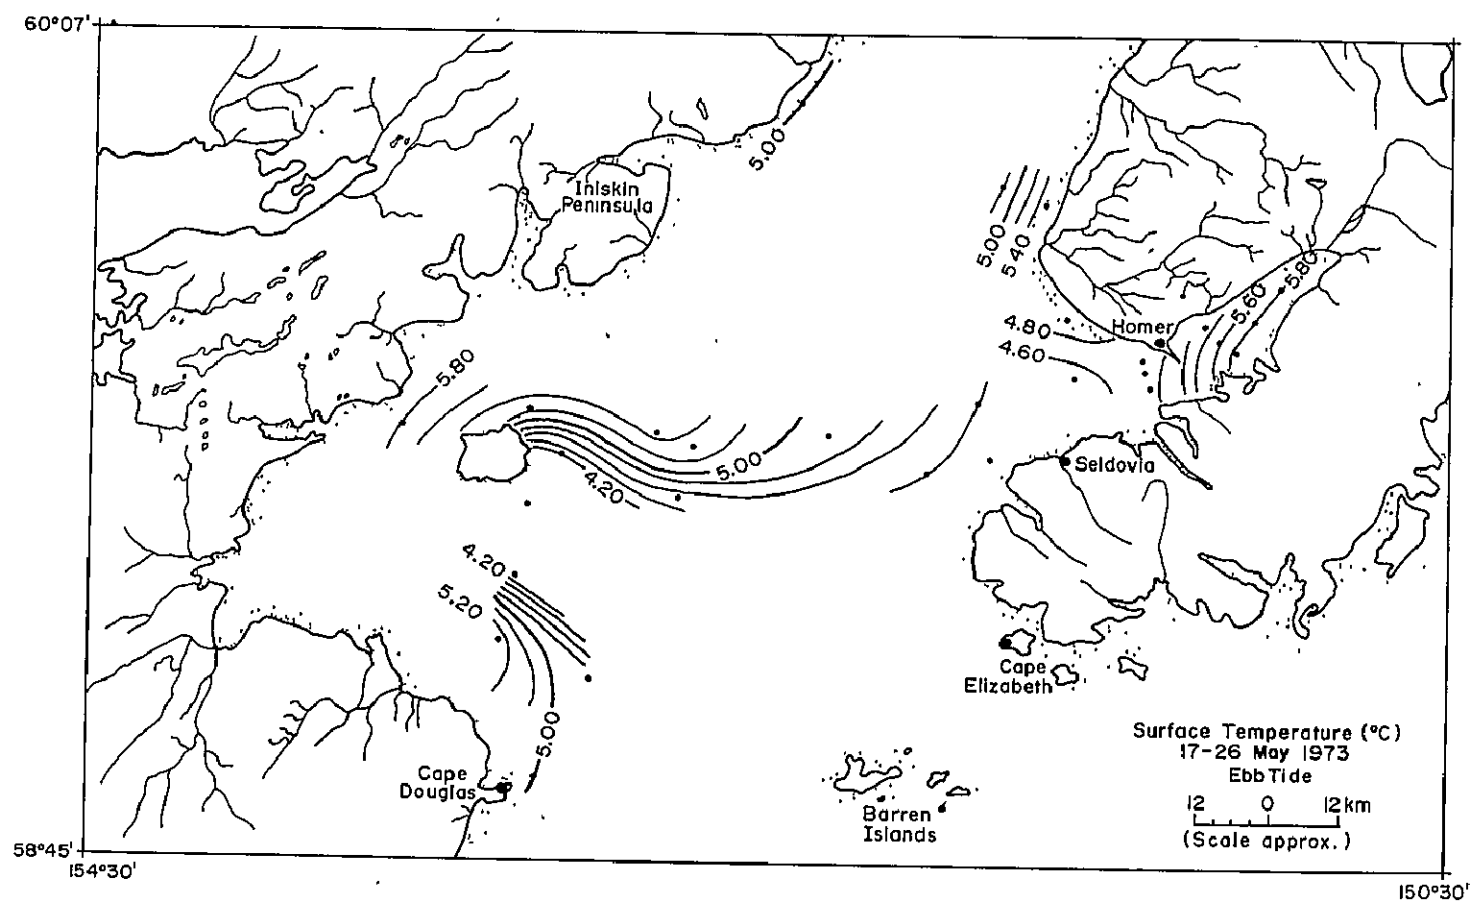 60°07'
5.00
Iniskin
Peninsula
5.00
5.40
5.80
5.60
4.80
Homer
4.60
5.80
5.00
Seldovia
4.20
4.20
5.20
Cape
Elizabeth
5.00
Surface Temperature (°C)
17-26 May 1973
Ebb Tide
Cape
Douglas
12 0 12km
Barren
Islands
(Scale approx.)
58°45'
154°30'
150°30'